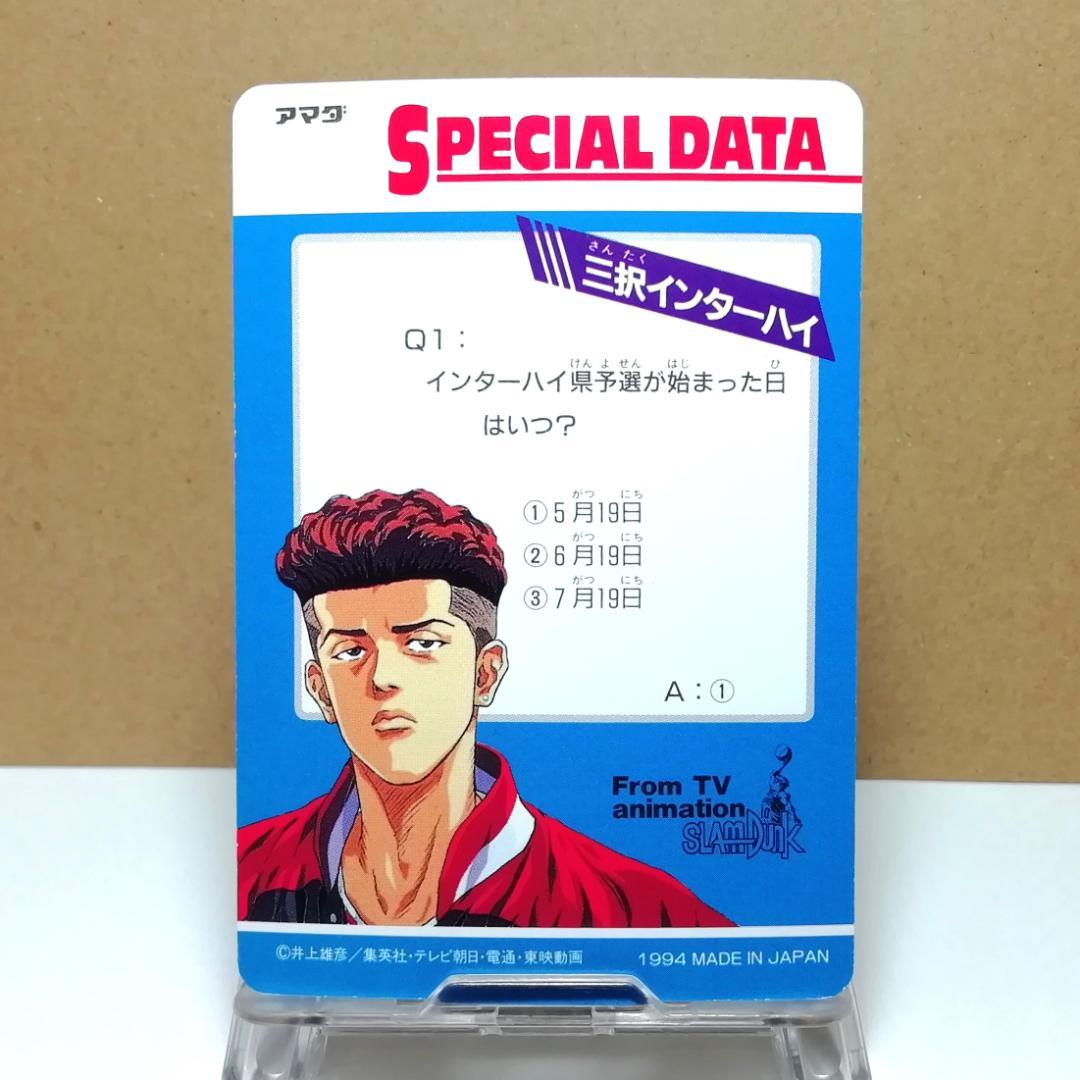 アマダ
SPECIAL DATA
さんたく
三択インターハイ
Q1：
けんよせん はじ ひ
インターハイ県予選が始まった日
はいつ？
がつ にち
①5月19日
がつ にち
②6月19日
がつ にち
③7月19日
A：①
From TV
animation
SLAM DUNK
©井上雄彦／集英社・テレビ朝日・電通・東映動画
1994 MADE IN JAPAN